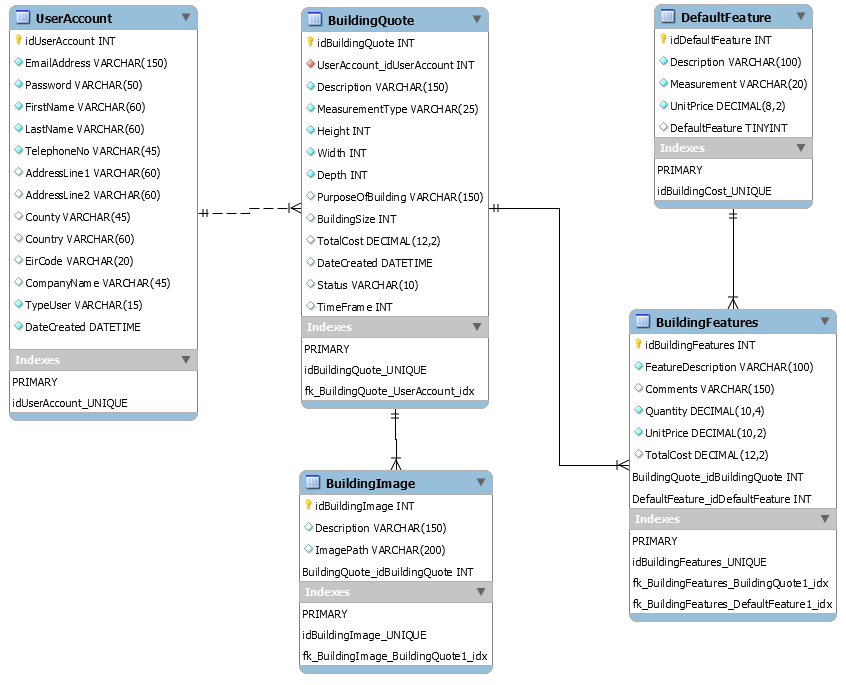 UserAccount
idUserAccount INT
EmailAddress VARCHAR(150)
Password VARCHAR(50)
FirstName VARCHAR(60)
LastName VARCHAR(60)
TelephoneNo VARCHAR(45)
AddressLine1 VARCHAR(60)
AddressLine2 VARCHAR(60)
County VARCHAR(45)
Country VARCHAR(60)
EirCode VARCHAR(20)
CompanyName VARCHAR(45)
TypeUser VARCHAR(15)
DateCreated DATETIME
Indexes
PRIMARY
idUserAccount_UNIQUE
BuildingQuote
idBuildingQuote INT
UserAccount_idUserAccount INT
Description VARCHAR(150)
MeasurementType VARCHAR(25)
Height INT
Width INT
Depth INT
PurposeOfBuilding VARCHAR(150)
BuildingSize INT
TotalCost DECIMAL(12,2)
DateCreated DATETIME
Status VARCHAR(10)
TimeFrame INT
Indexes
PRIMARY
idBuildingQuote_UNIQUE
fk_BuildingQuote_UserAccount_idx
DefaultFeature
idDefaultFeature INT
Description VARCHAR(100)
Measurement VARCHAR(20)
UnitPrice DECIMAL(8,2)
DefaultFeature TINYINT
Indexes
PRIMARY
idBuildingCost_UNIQUE
BuildingFeatures
idBuildingFeatures INT
FeatureDescription VARCHAR(100)
Comments VARCHAR(150)
Quantity DECIMAL(10,4)
UnitPrice DECIMAL(10,2)
TotalCost DECIMAL(12,2)
BuildingQuote_idBuildingQuote INT
DefaultFeature_idDefaultFeature INT
Indexes
PRIMARY
idBuildingFeatures_UNIQUE
fk_BuildingFeatures_BuildingQuote1_idx
fk_BuildingFeatures_DefaultFeature1_idx
BuildingImage
idBuildingImage INT
Description VARCHAR(150)
ImagePath VARCHAR(200)
BuildingQuote_idBuildingQuote INT
Indexes
PRIMARY
idBuildingImage_UNIQUE
fk_BuildingImage_BuildingQuote1_idx